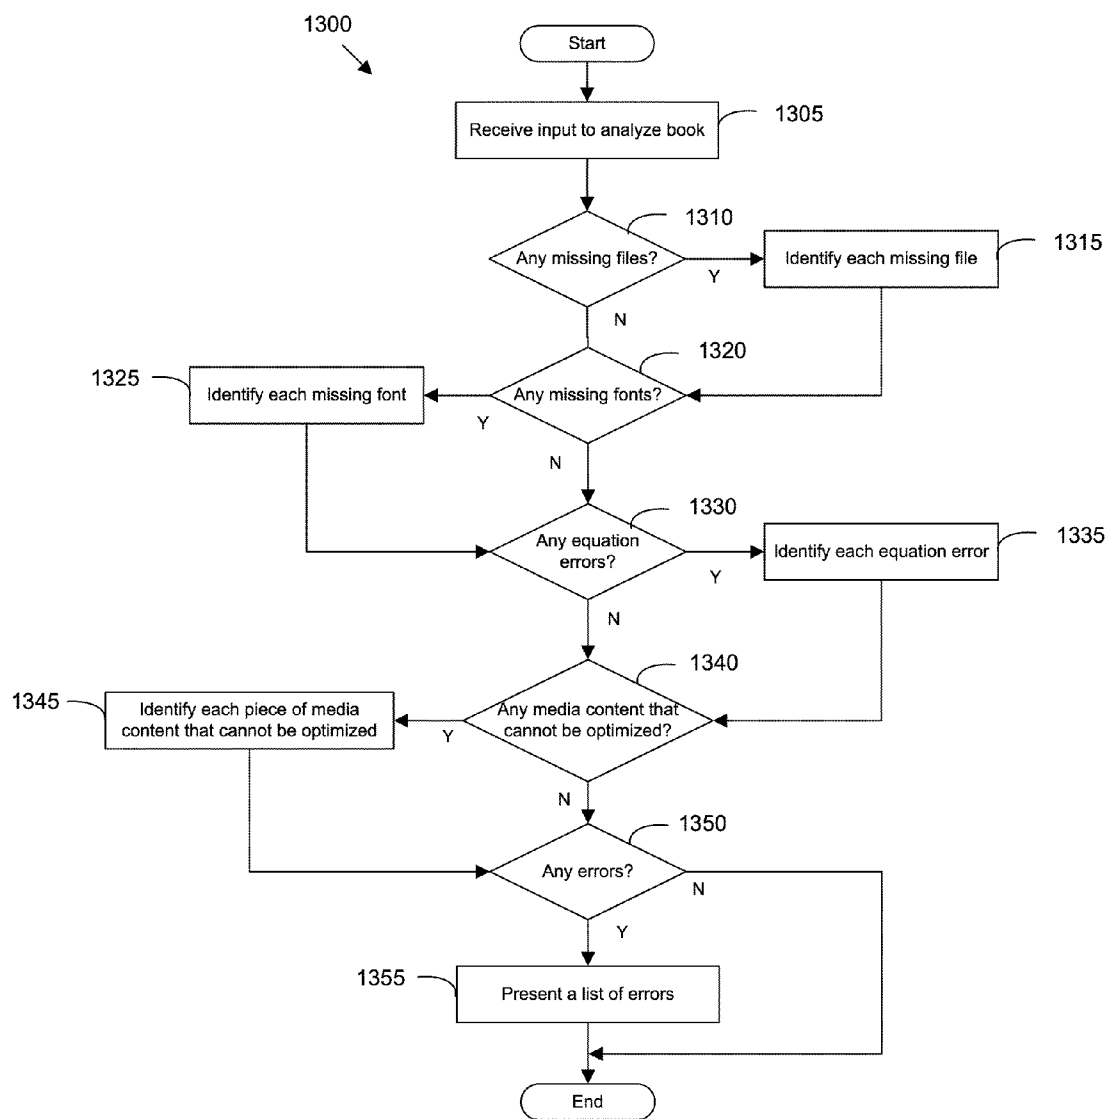 1300
Start
Receive input to analyze book
1305
Any missing files?
1310
Y
Identify each missing file
1315
N
Any missing fonts?
1320
1325
Identify each missing font
Y
N
Any equation
errors?
1330
Y
Identify each equation error
1335
N
Any media content that
cannot be optimized?
1340
1345
Identify each piece of media
content that cannot be optimized
Y
N
Any errors?
1350
N
Y
1355
Present a list of errors
End